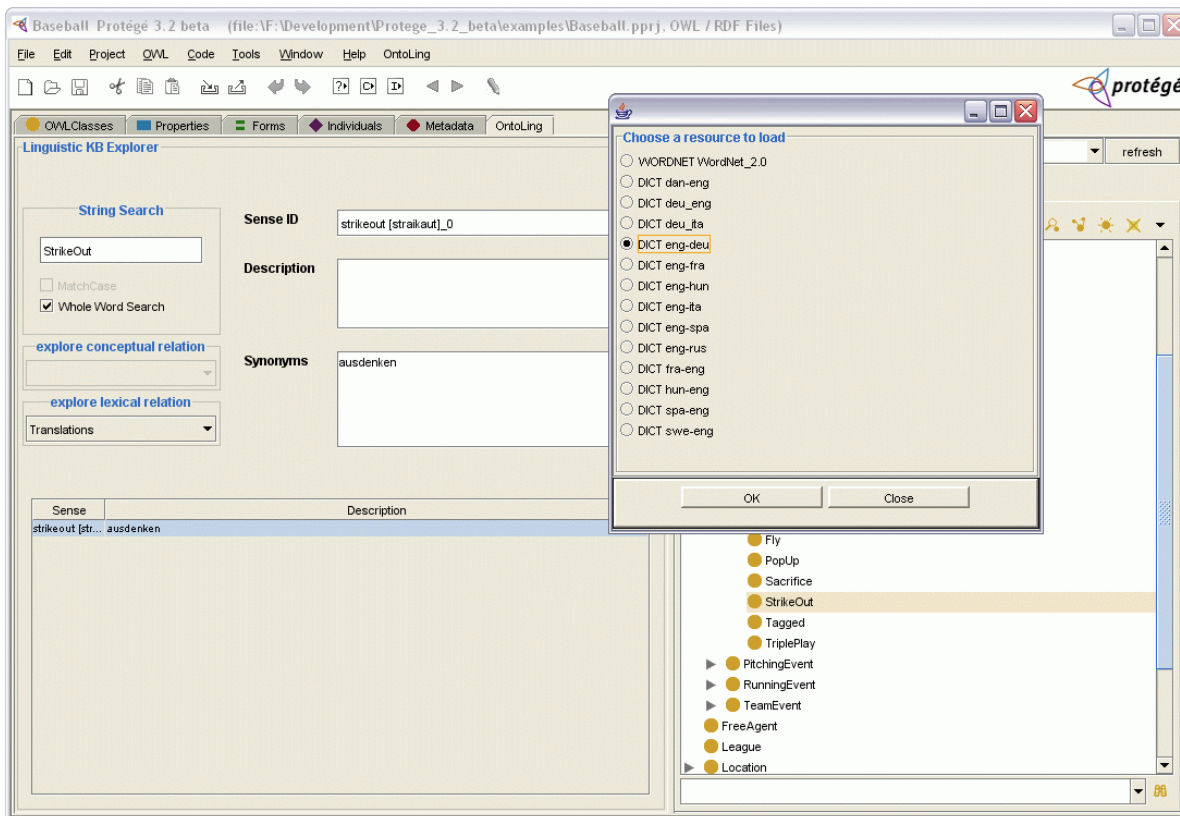 Baseball Protégé 3.2 beta (file:\F:\Development\Protege_3.2_beta\examples\Baseball.pprj, OWL / RDF Files)
File Edit Project OWL Code Tools Window Help OntoLing
protégé
OWLClasses Properties Forms Individuals Metadata OntoLing
Linguistic KB Explorer
refresh
String Search
StrikeOut
MatchCase
Whole Word Search
explore conceptual relation
explore lexical relation
Translations
Sense ID
strikeout [straikaut]_0
Description
Synonyms
ausdenken
Sense Description
strikeout [str... ausdenken
Choose a resource to load
WORDNET WordNet_2.0
DICT dan-eng
DICT deu_eng
DICT deu_ita
DICT eng-deu
DICT eng-fra
DICT eng-hun
DICT eng-ita
DICT eng-spa
DICT eng-rus
DICT fra-eng
DICT hun-eng
DICT spa-eng
DICT swe-eng
OK Close
Fly
PopUp
Sacrifice
StrikeOut
Tagged
TriplePlay
PitchingEvent
RunningEvent
TeamEvent
FreeAgent
League
Location